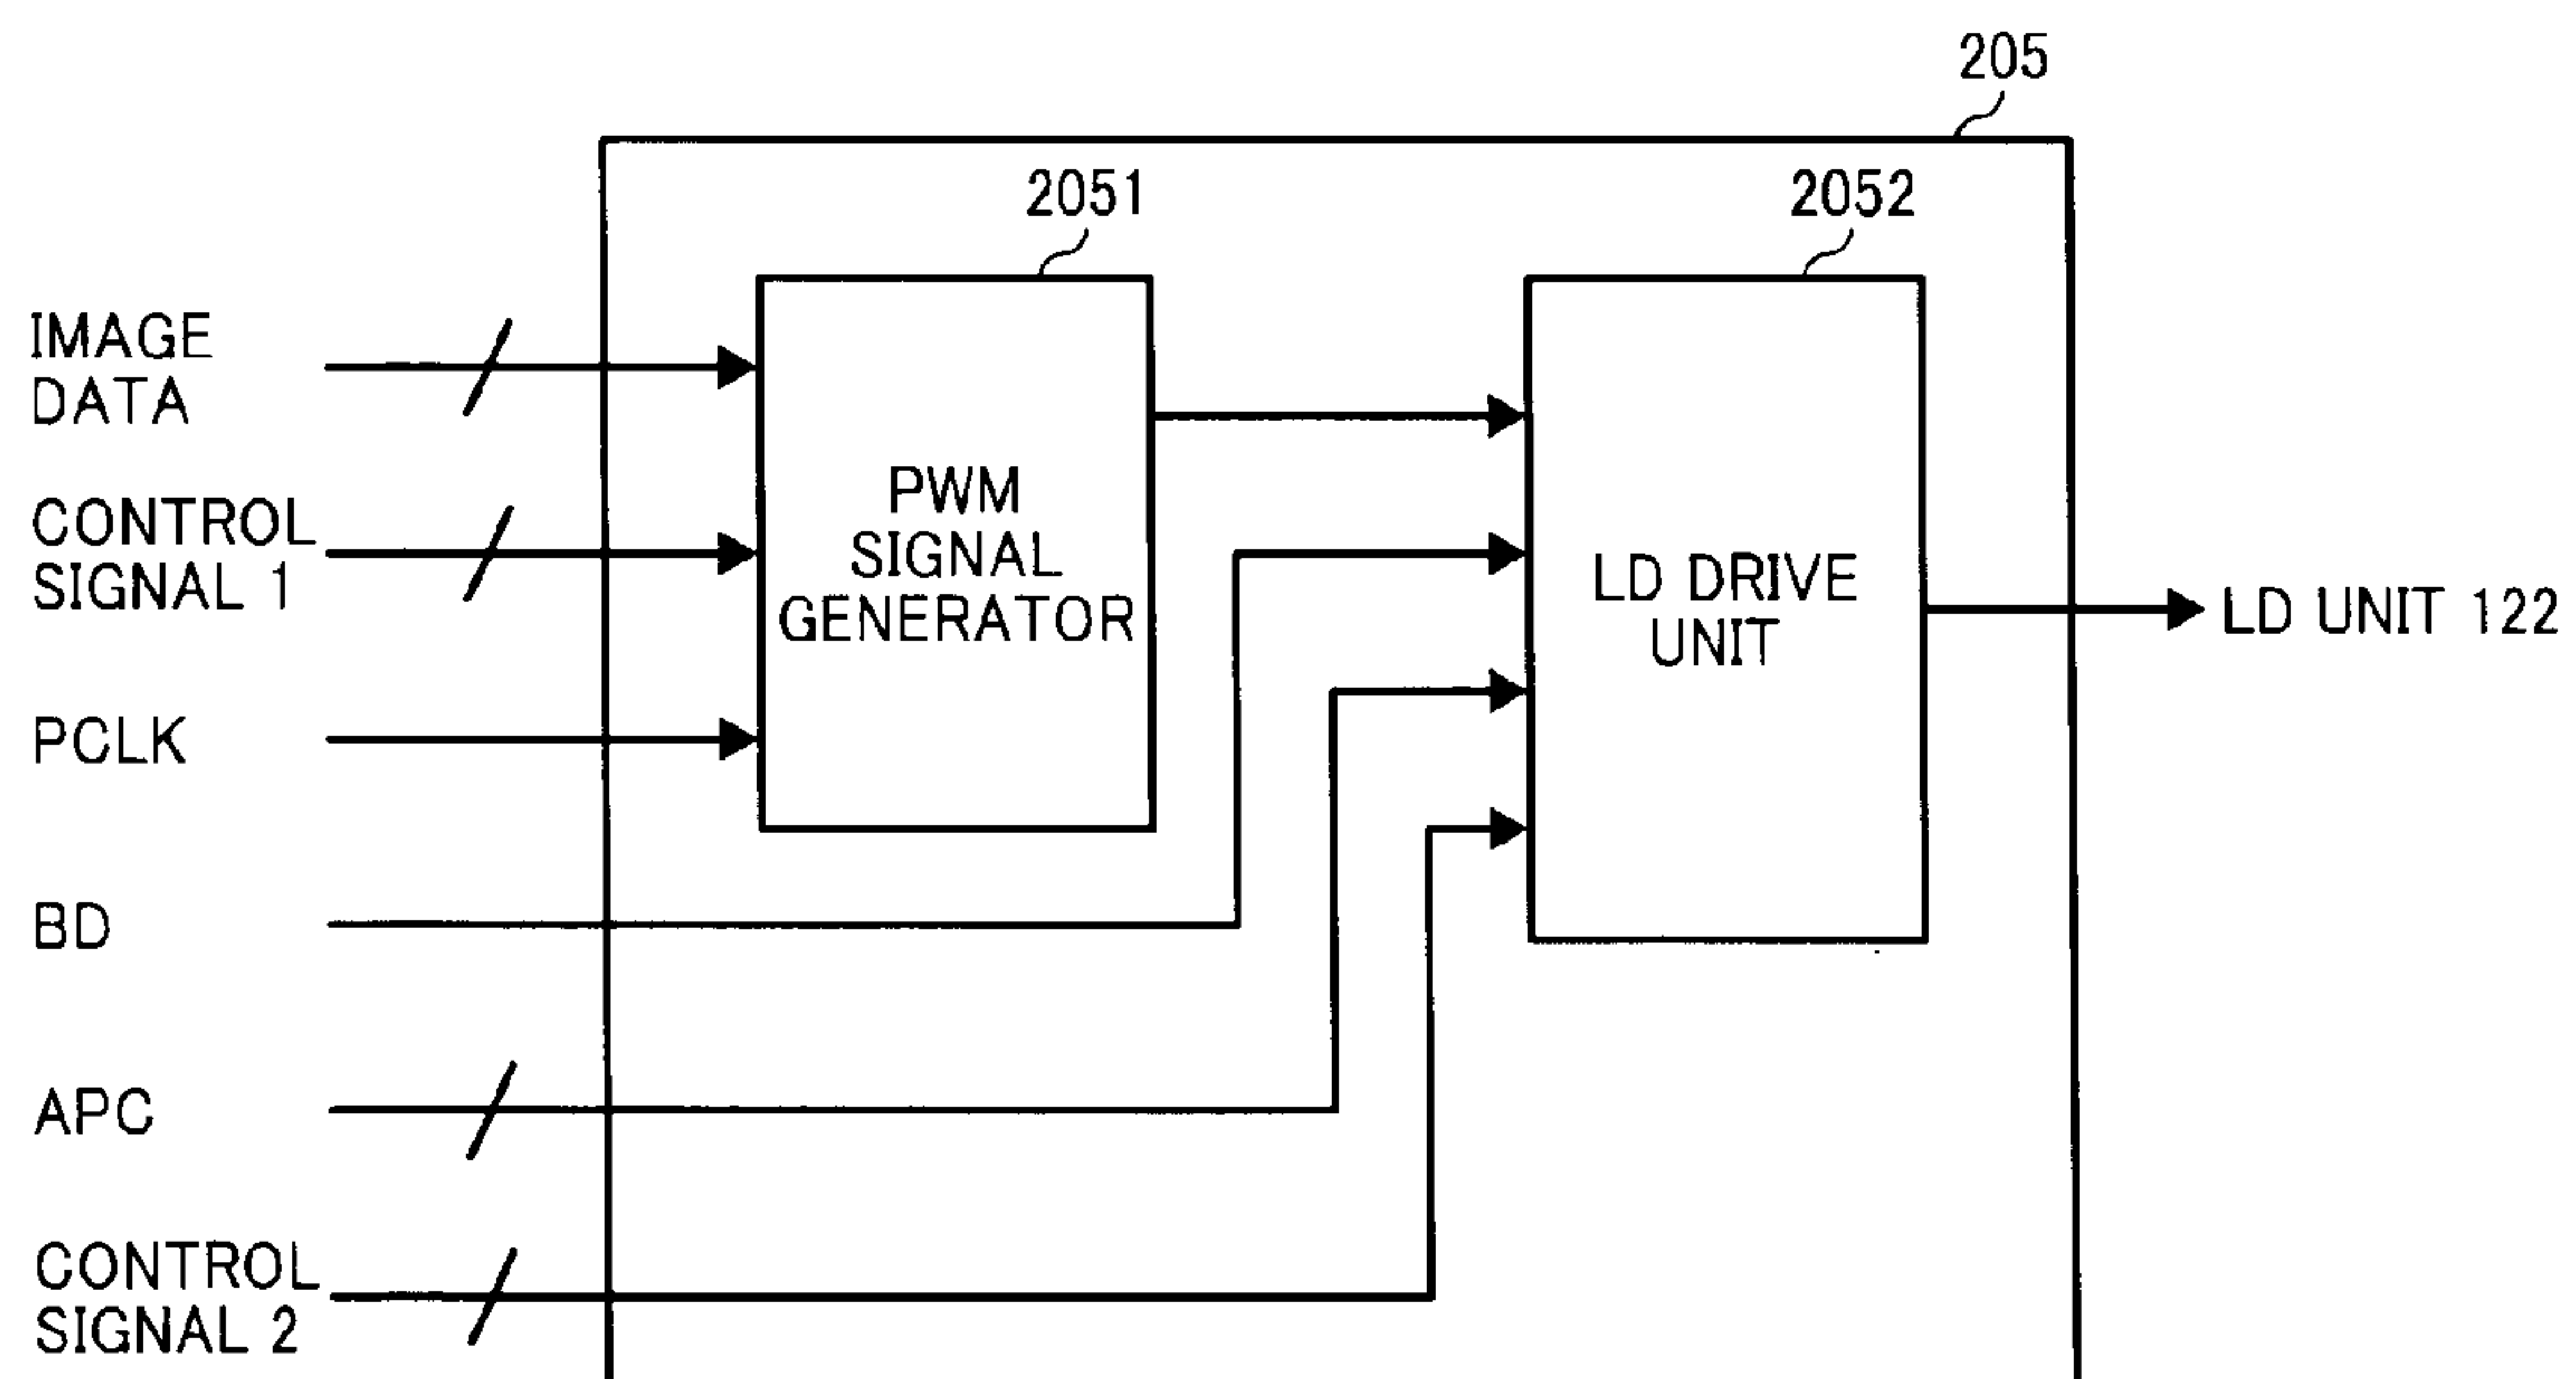 205
2051
2052
IMAGE
DATA
CONTROL
SIGNAL 1
PCLK
BD
APC
CONTROL
SIGNAL 2
PWM
SIGNAL
GENERATOR
LD DRIVE
UNIT
LD UNIT 122